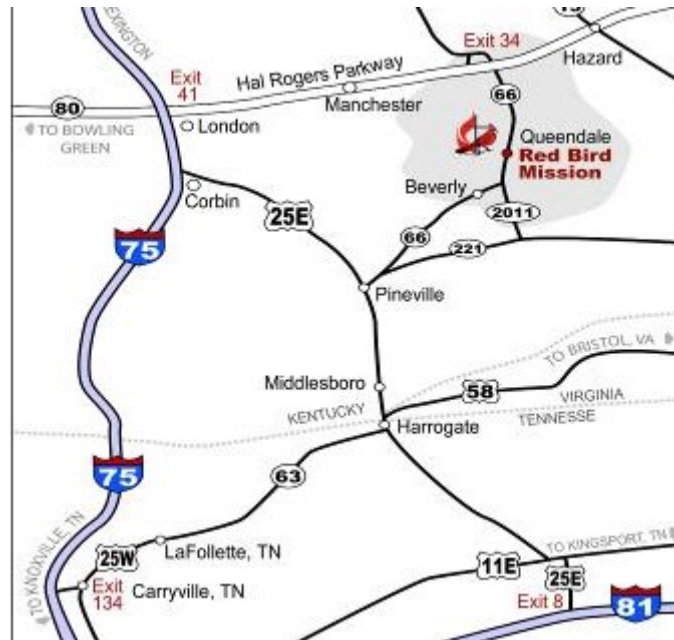 LEXINGTON
15
Exit 34
Hazard
Exit
41
Hal Rogers Parkway
66
80
Manchester
London
TO BOWLING
GREEN
Queendale
Red Bird
Mission
Corbin
Beverly
25E
2011
66
221
75
Pineville
TO BRISTOL, VA
Middlesboro
58
VIRGINIA
KENTUCKY
TENNESSE
Harrogate
75
63
TO KNOXVILLE, TN
25W
LaFollette, TN
TO KINGSPORT, TN
11E
25E
Exit
134
Carryville, TN
Exit 8
81